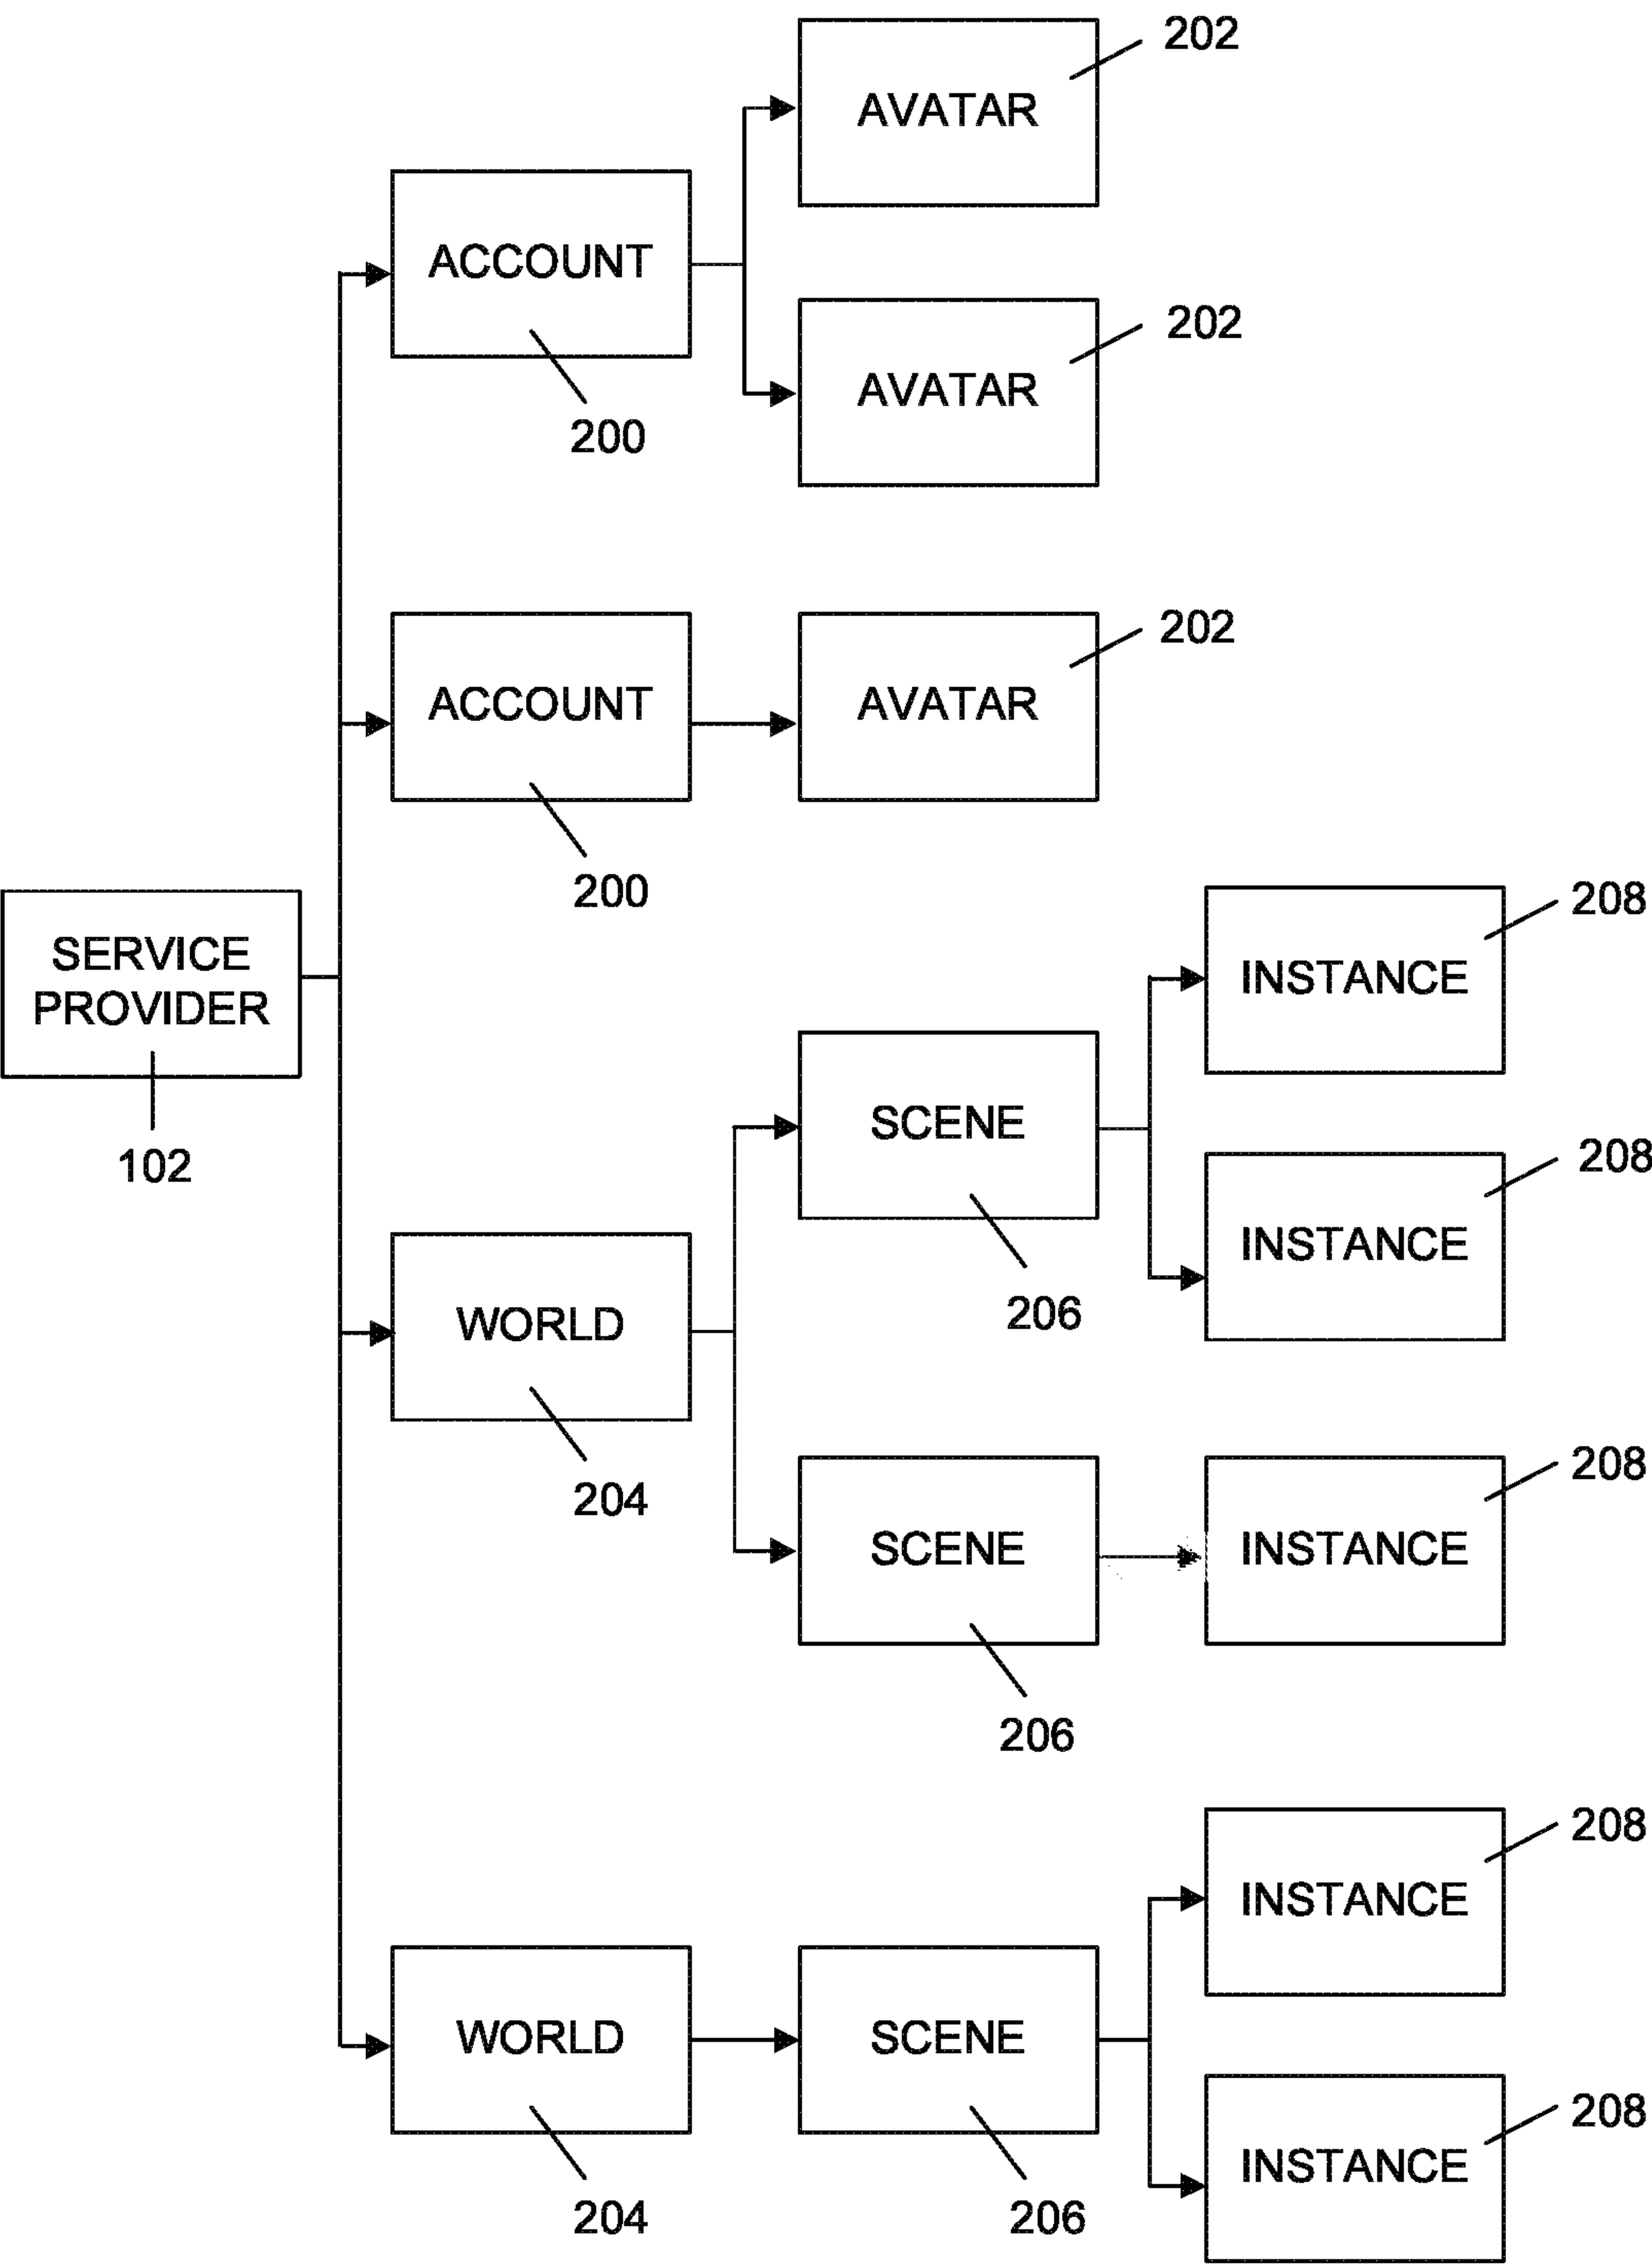 202
AVATAR
ACCOUNT
200
202
AVATAR
202
ACCOUNT
AVATAR
200
SERVICE
PROVIDER
102
208
INSTANCE
SCENE
206
208
INSTANCE
WORLD
204
208
SCENE
INSTANCE
206
208
INSTANCE
WORLD
SCENE
204
206
208
INSTANCE